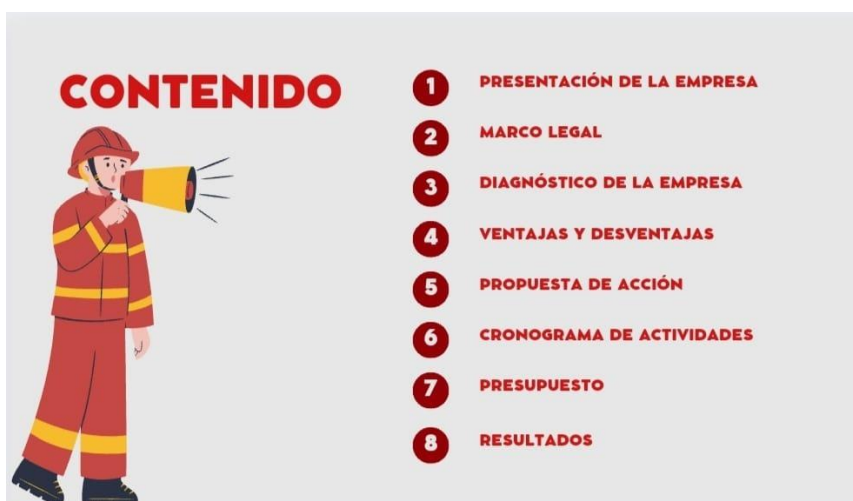 CONTENIDO
1 PRESENTACIÓN DE LA EMPRESA
2 MARCO LEGAL
3 DIAGNÓSTICO DE LA EMPRESA
4 VENTAJAS Y DESVENTAJAS
5 PROPUESTA DE ACCIÓN
6 CRONOGRAMA DE ACTIVIDADES
7 PRESUPUESTO
8 RESULTADOS